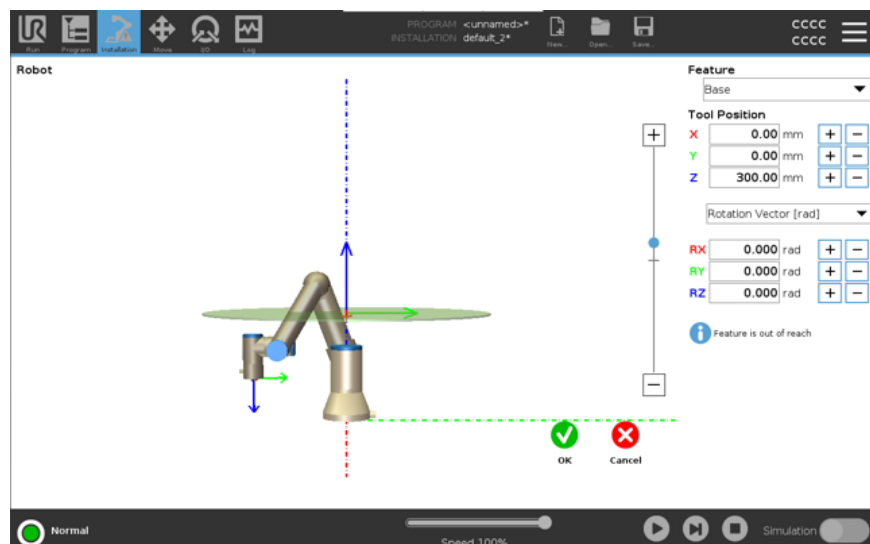 PROGRAM <unnamed>*
INSTALLATION default_2*
CCCC
CCCC
Run Program Installation Move I/O Log New... Open... Save...
Robot
Feature
Base
Tool Position
X 0.00 mm + −
Y 0.00 mm + −
Z 300.00 mm + −
Rotation Vector [rad]
RX 0.000 rad + −
RY 0.000 rad + −
RZ 0.000 rad + −
Feature is out of reach
OK Cancel
Normal
Speed 100%
Simulation